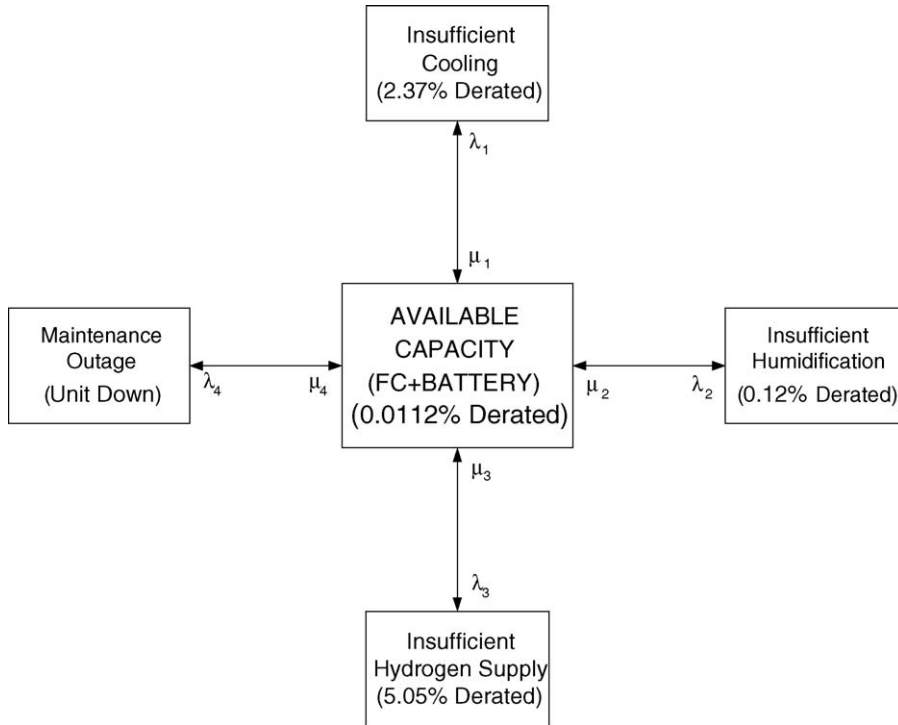 Insufficient
Cooling
(2.37% Derated)
λ1
μ1
Maintenance
Outage
(Unit Down)
λ4
μ4
AVAILABLE
CAPACITY
(FC+BATTERY)
(0.0112% Derated)
μ2
λ2
Insufficient
Humidification
(0.12% Derated)
μ3
λ3
Insufficient
Hydrogen Supply
(5.05% Derated)